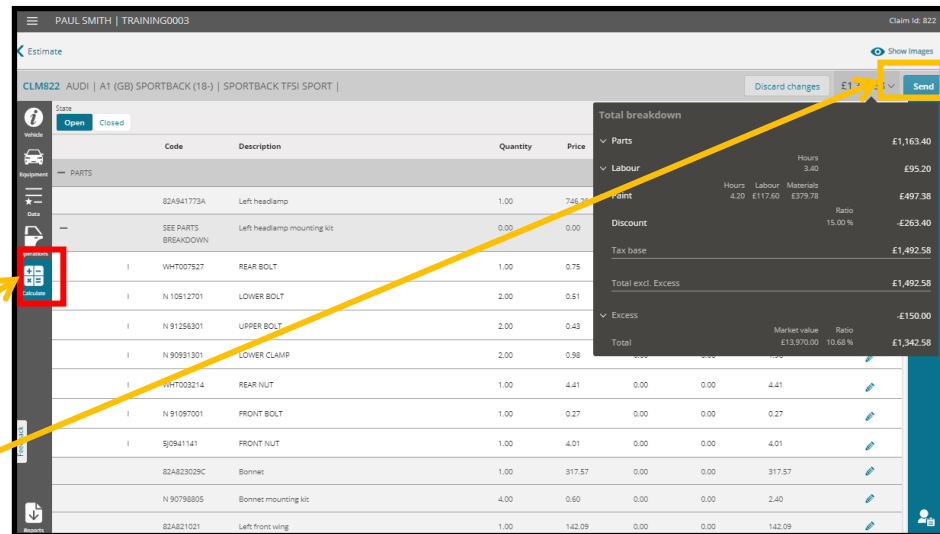 PAUL SMITH | TRAINING0003 Claim Id: 822
Estimate Show Images
CLM822 AUDI | A1 (GB) SPORTBACK (18-) | SPORTBACK TFSI SPORT | Discard changes Send
Vehicle
State
Open Closed
Equipment
Data
Operations
Calculate
Feedback
Reports
Code Description Quantity Price
PARTS
82A941773A Left headlamp 1.00
SEE PARTS BREAKDOWN Left headlamp mounting kit 0.00 0.00
I WHT007527 REAR BOLT 1.00 0.75
I N 10512701 LOWER BOLT 2.00 0.51
I N 91256301 UPPER BOLT 2.00 0.43
I N 90931301 LOWER CLAMP 2.00 0.98
I WHT003214 REAR NUT 1.00 4.41 0.00 0.00 4.41
I N 91097001 FRONT BOLT 1.00 0.27 0.00 0.00 0.27
I 5J0941141 FRONT NUT 1.00 4.01 0.00 0.00 4.01
82A823029C Bonnet 1.00 317.57 0.00 0.00 317.57
N 90798805 Bonnet mounting kit 4.00 0.60 0.00 0.00 2.40
82A821021 Left front wing 1.00 142.09 0.00 0.00 142.09
Total breakdown
Parts £1,163.40
Hours
Labour 3.40 £95.20
Hours Labour Materials
Paint 4.20 £117.60 £379.78 £497.38
Ratio
Discount 15.00 % -£263.40
Tax base £1,492.58
Total excl. Excess £1,492.58
Excess -£150.00
Market value Ratio
Total £13,970.00 10.68 % £1,342.58